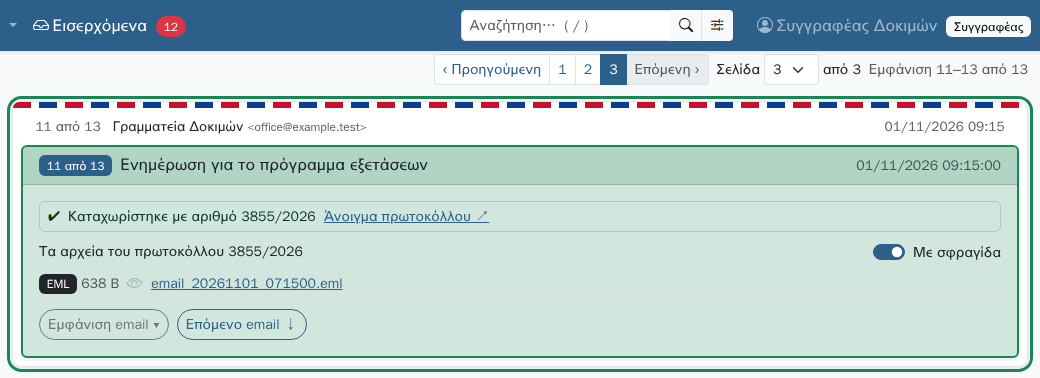 Εισερχόμενα 12 Αναζήτηση… ( / ) Συγγραφέας Δοκιμών Συγγραφέας
‹ Προηγούμενη 1 2 3 Επόμενη › Σελίδα 3 από 3 Εμφάνιση 11–13 από 13
11 από 13 Γραμματεία Δοκιμών <office@example.test> 01/11/2026 09:15
11 από 13 Ενημέρωση για το πρόγραμμα εξετάσεων 01/11/2026 09:15:00
✔ Καταχωρίστηκε με αριθμό 3855/2026 Άνοιγμα πρωτοκόλλου ↗
Τα αρχεία του πρωτοκόλλου 3855/2026 Με σφραγίδα
EML 638 B email_20261101_071500.eml
Εμφάνιση email ▾ Επόμενο email ↓